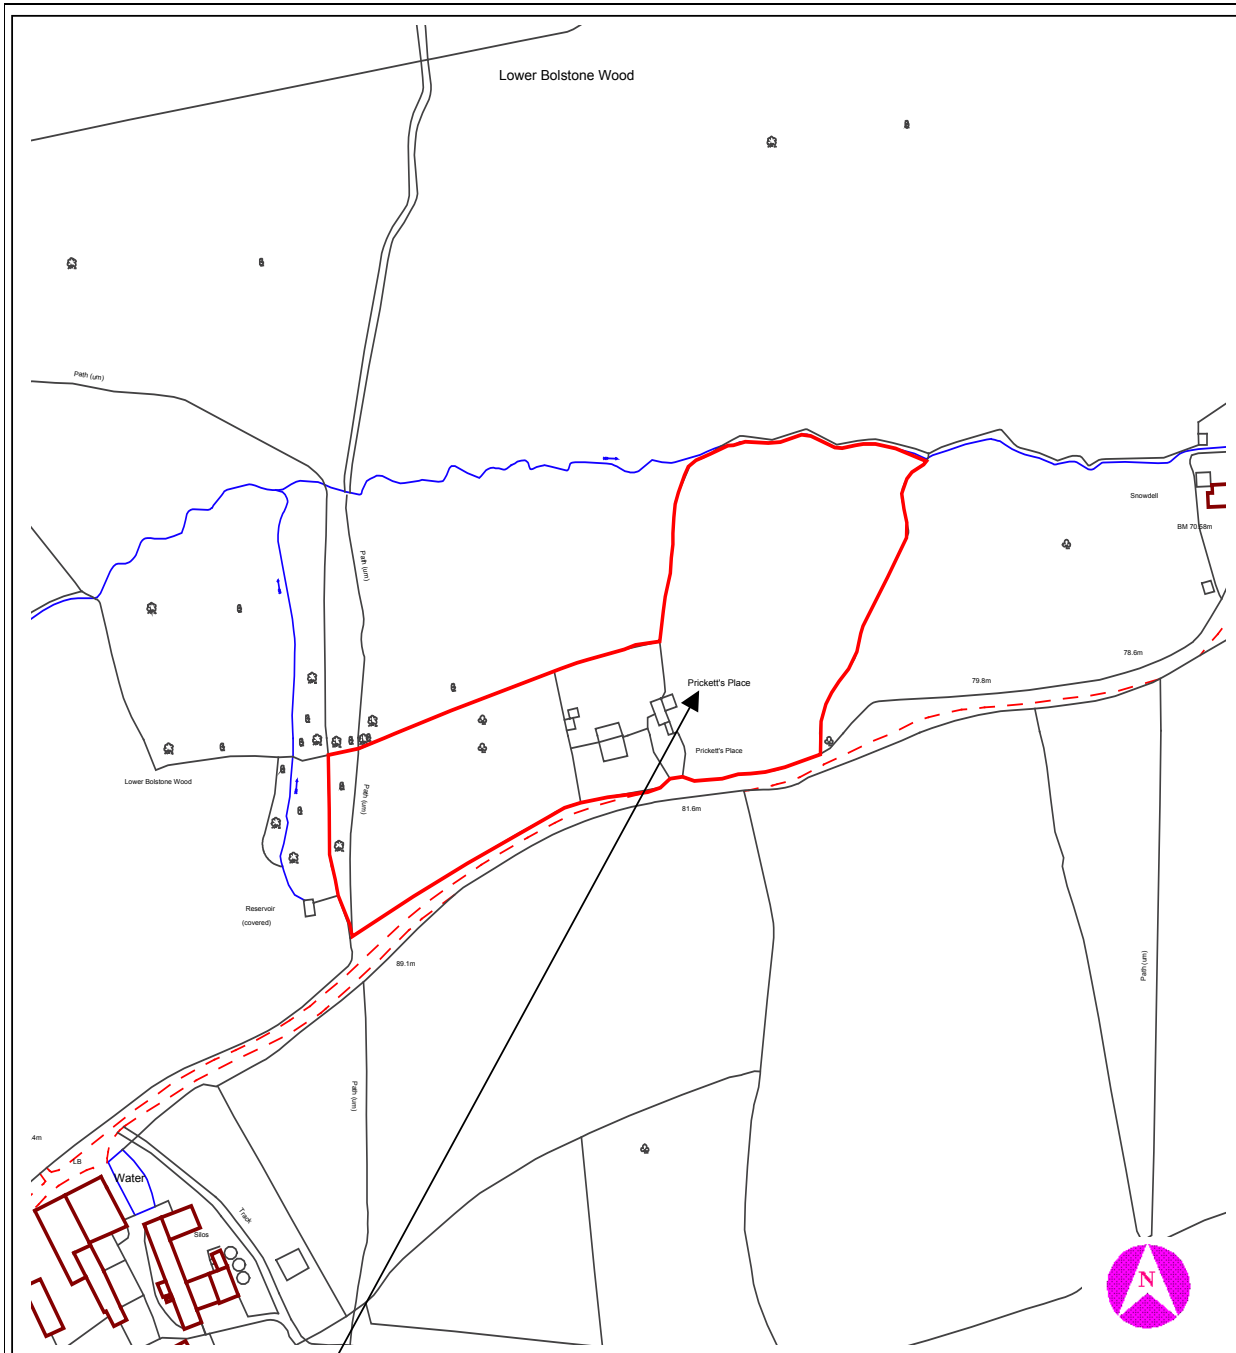 Lower Bolstone Wood
Path (um)
Snowdell
BM 70.58m
Path (um)
78.6m
79.8m
Prickett's Place
Prickett's Place
Lower Bolstone Wood
Path (um)
81.6m
Reservoir
(covered)
89.1m
Path (um)
Path (um)
.4m
LB
Water
Track
Silos
N